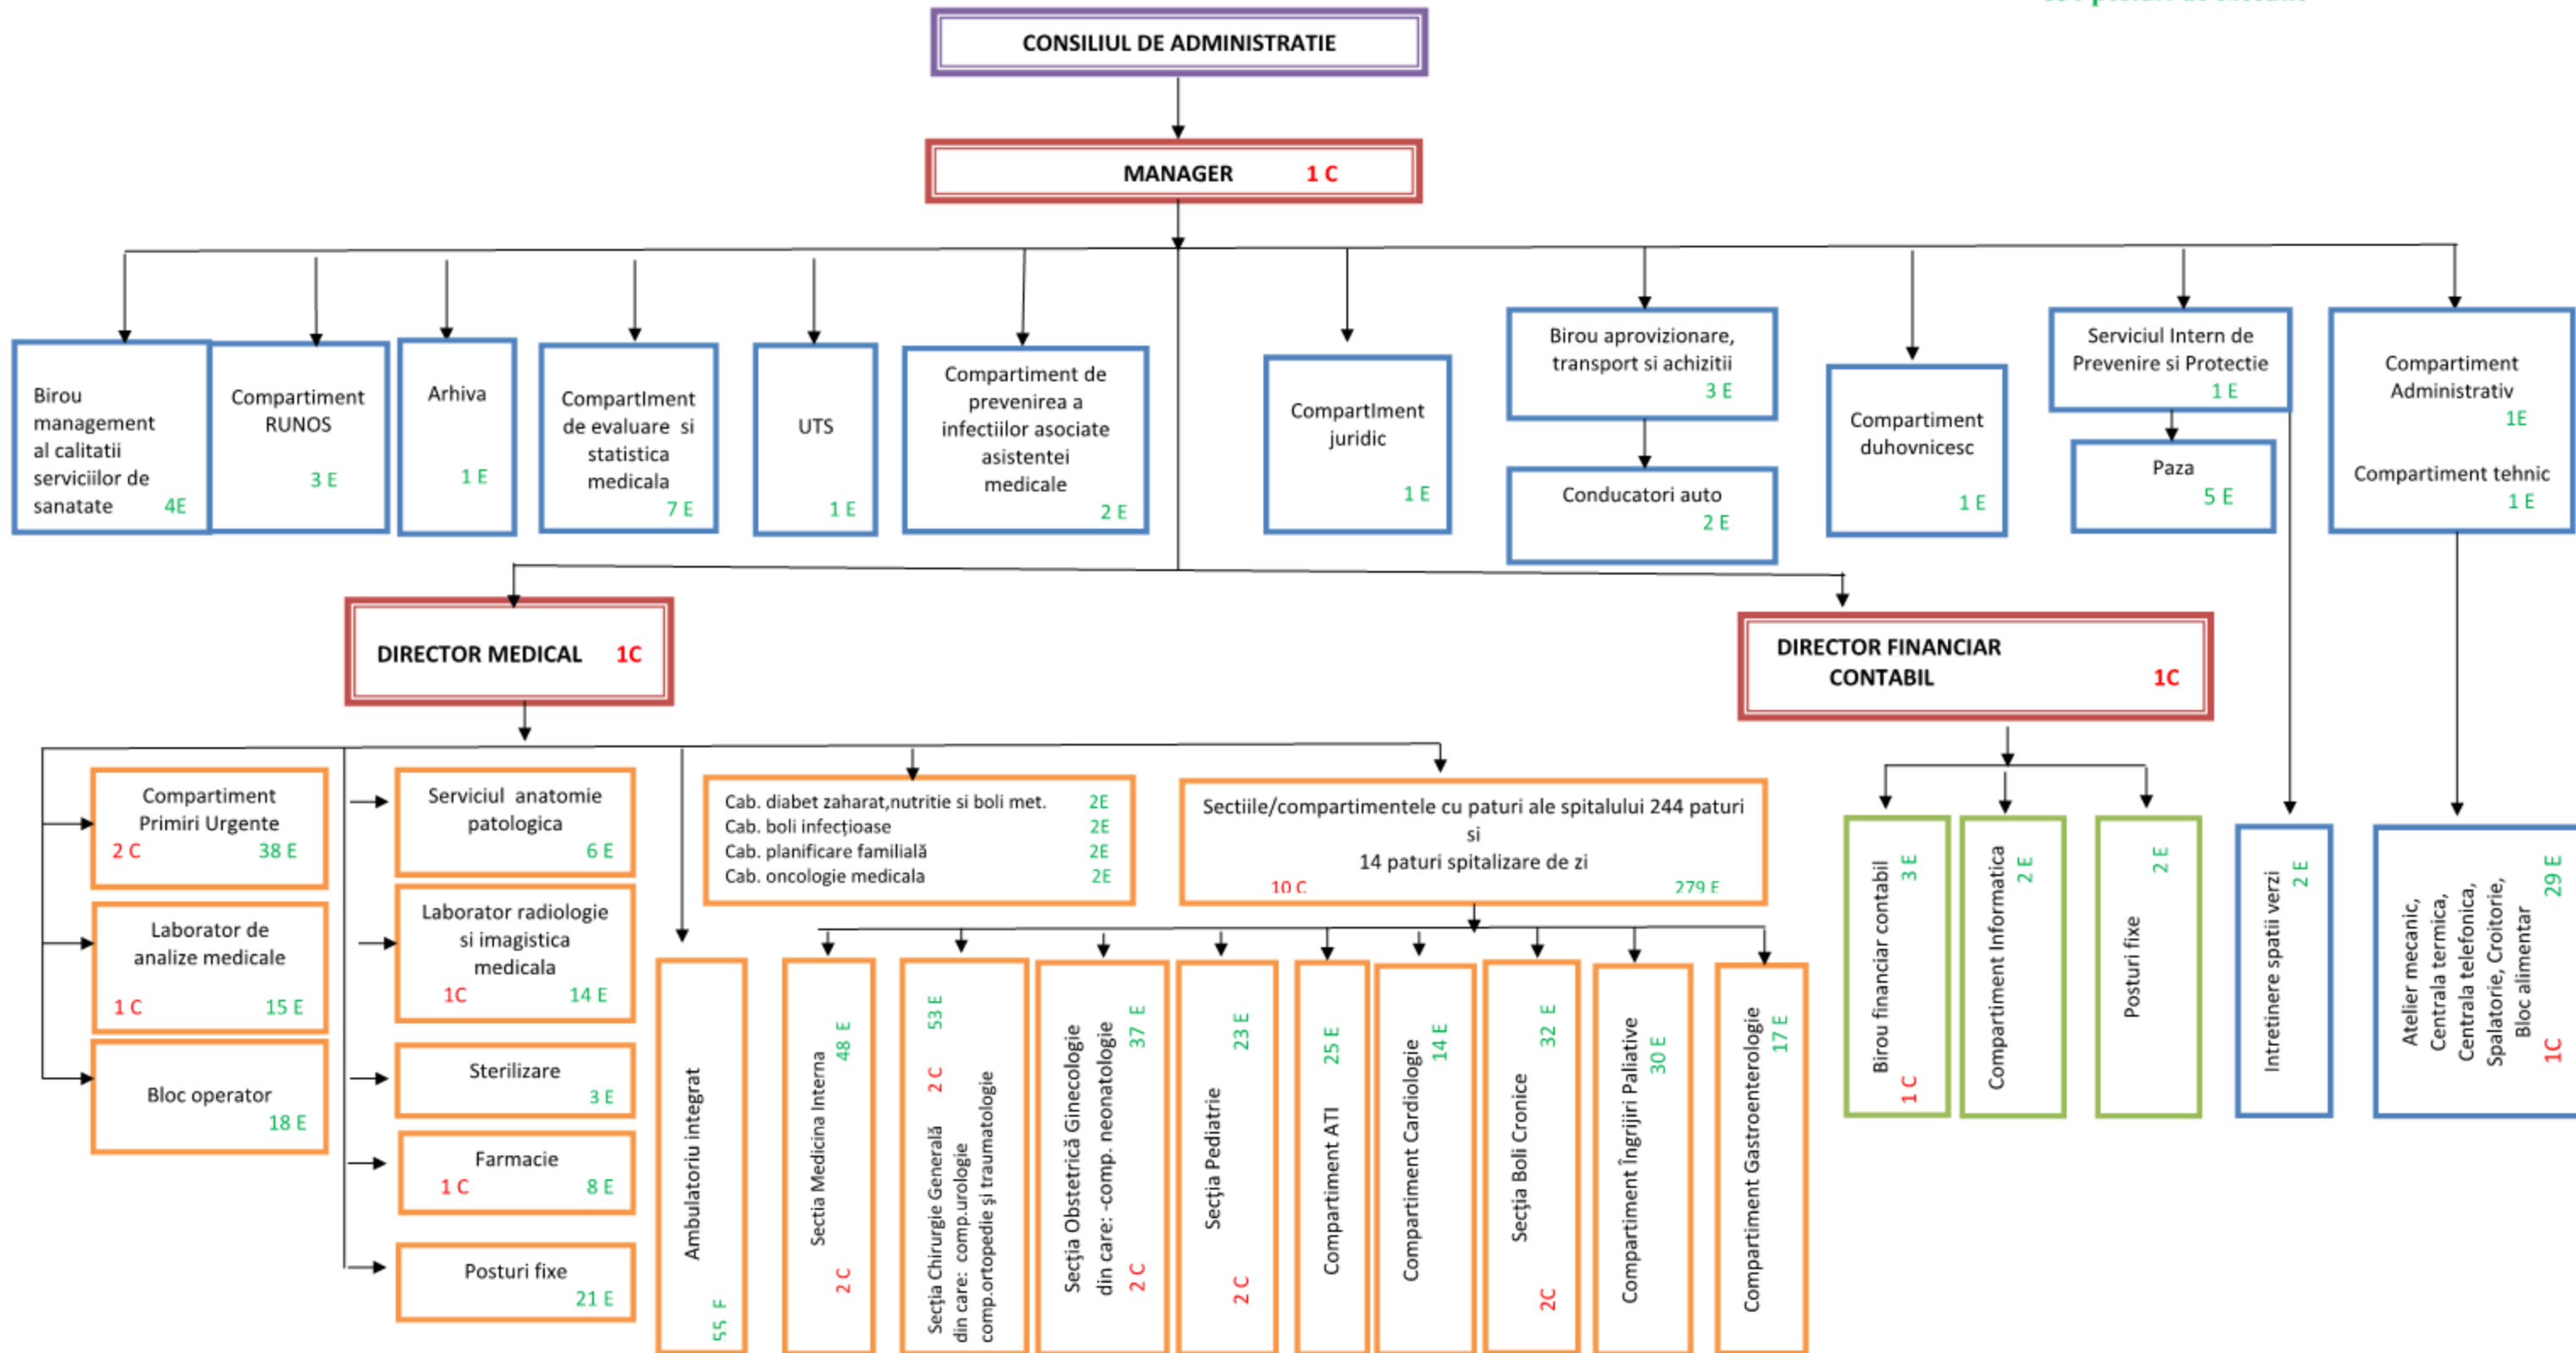 CONSILIUL DE ADMINISTRATIE
MANAGER 1 C
Birou
management
al calitatii
serviciilor de
sanatate 4E
Compartiment
RUNOS
3 E
Arhiva
1 E
CompartIment
de evaluare si
statistica
medicala
7 E
UTS
1 E
Compartiment de
prevenirea a
infectiilor asociate
asistentei
medicale
2 E
CompartIment
juridic
1 E
Birou aprovizionare,
transport si achizitii
3 E
Conducatori auto
2 E
Compartiment
duhovnicesc
1 E
Serviciul Intern de
Prevenire si Protectie
1 E
Paza
5 E
Compartiment
Administrativ
1E
Compartiment tehnic
1 E
DIRECTOR MEDICAL 1C
DIRECTOR FINANCIAR
CONTABIL 1C
Compartiment
Primiri Urgente
2 C 38 E
Laborator de
analize medicale
1 C 15 E
Bloc operator
18 E
Serviciul anatomie
patologica
6 E
Laborator radiologie
si imagistica
medicala
1C 14 E
Sterilizare
3 E
Farmacie
1 C 8 E
Posturi fixe
21 E
Ambulatoriu integrat
55
Cab. diabet zaharat,nutritie si boli met. 2E
Cab. boli infecțioase 2E
Cab. planificare familială 2E
Cab. oncologie medicala 2E
Sectiile/compartimentele cu paturi ale spitalului 244 paturi
si
14 paturi spitalizare de zi
10 C 279 E
Sectia Medicina Interna
2 C 48 E
Secția Chirurgie Generală 2 C 53 E
din care: comp.urologie
comp.ortopedie și traumatologie
Secția Obstetrică Ginecologie
din care: -comp. neonatologie
2 C 37 E
Secția Pediatrie
2 C 23 E
Compartiment ATI 25 E
Compartiment Cardiologie
14 E
Secția Boli Cronice
2C 32 E
Compartiment Îngrijiri Paliative
30 E
Compartiment Gastroenterologie
17 E
Birou financiar contabil
1 C 3 E
Compartiment Informatica
2 E
Posturi fixe
2 E
Intretinere spatii verzi
2 E
Atelier mecanic,
Centrala termica,
Centrala telefonica,
Spalatorie, Croitorie,
Bloc alimentar
1C 29 E